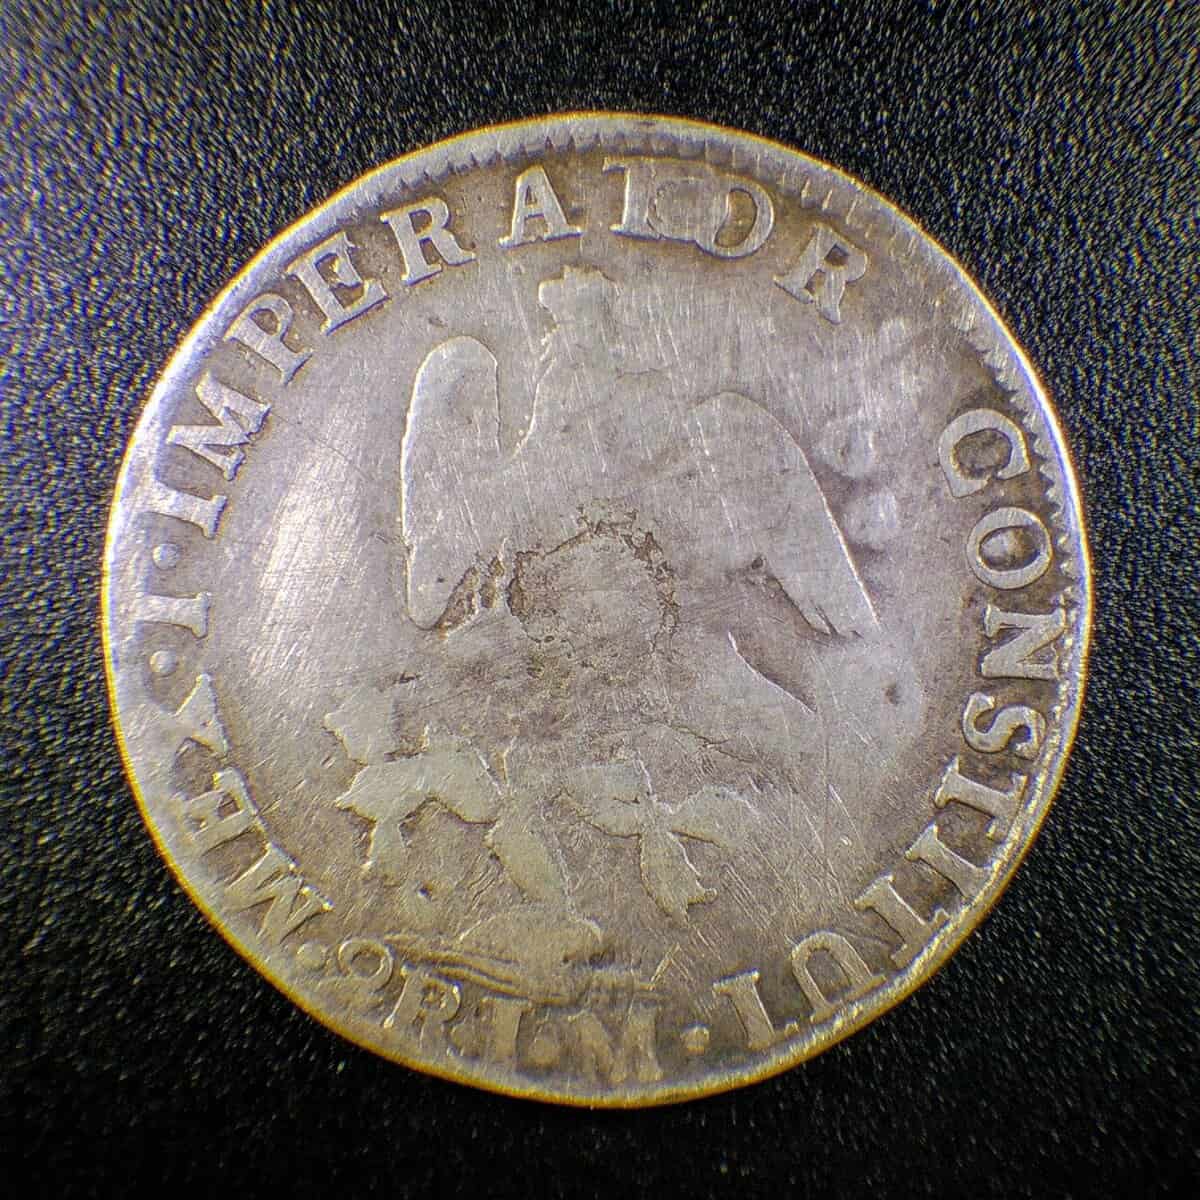 MEX · I · IMPERATOR CONSTITUT ·
2R J · M